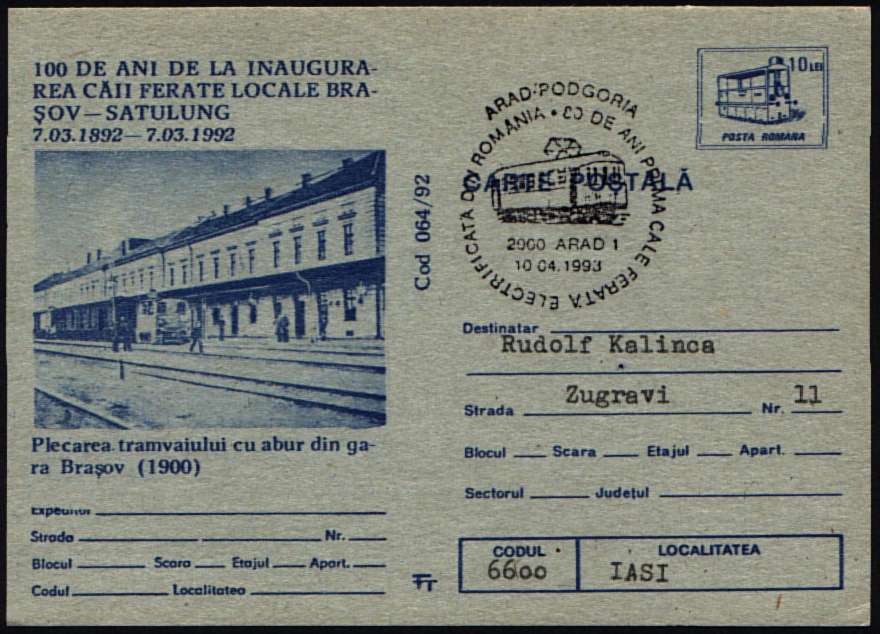 100 DE ANI DE LA INAUGURA-
REA CĂII FERATE LOCALE BRA-
ŞOV — SATULUNG
7.03.1892 — 7.03.1992
Plecarea tramvaiului cu abur din ga-
ra Braşov (1900)
Expeditor
Strada Nr.
Blocul Scara Etajul Apart.
Codul Localitatea
Cod 064/92
10 LEI
POSTA ROMANA
CARTE POŞTALĂ
ARAD-PODGORIA
80 DE ANI PRIMA CALE FERATĂ ELECTRIFICATĂ DIN ROMÂNIA •
2900 ARAD 1
10 04.1993
Destinatar
Rudolf Kalinca
Strada Zugravi Nr. 11
Blocul Scara Etajul Apart.
Sectorul Judeţul
CODUL LOCALITATEA
6600 IASI